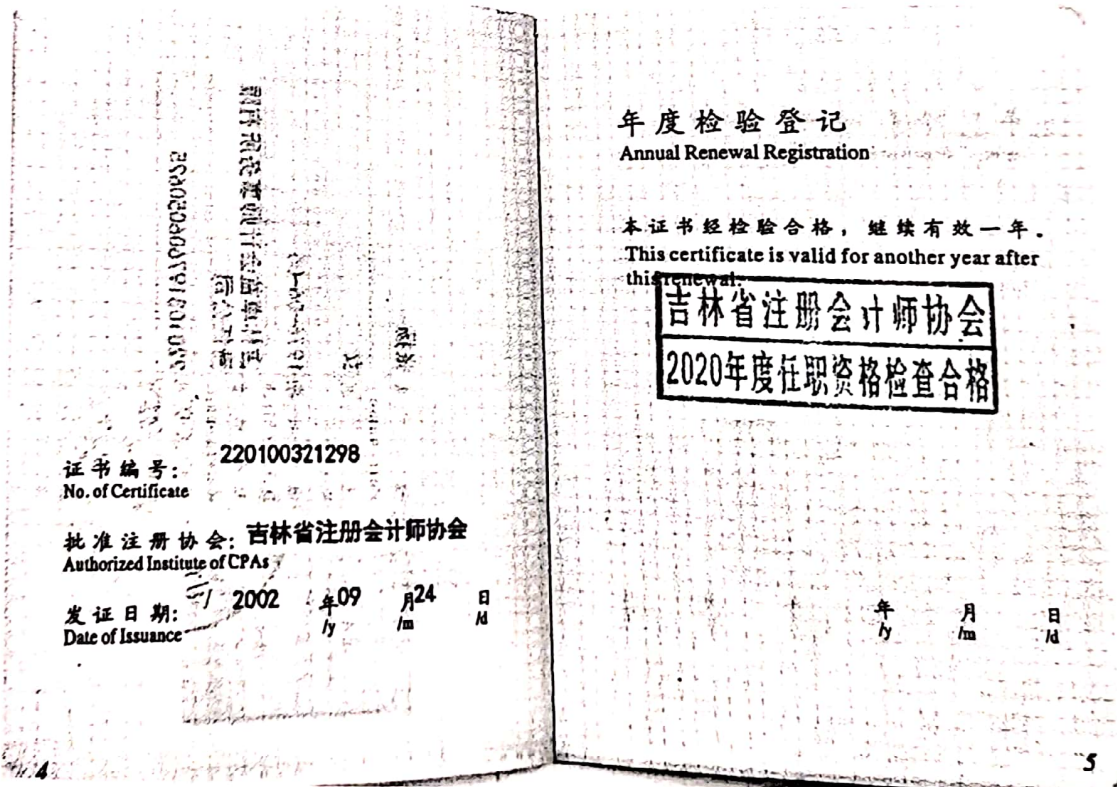 证书编号: 220100321298
No. of Certificate
批准注册协会: 吉林省注册会计师协会
Authorized Institute of CPAs
发证日期: 2002 年 09 月 24 日
Date of Issuance /y /m /d
4
年度检验登记
Annual Renewal Registration
本证书经检验合格，继续有效一年。
This certificate is valid for another year after
this renewal.
吉林省注册会计师协会
2020年度任职资格检查合格
年 月 日
/y /m /d
5